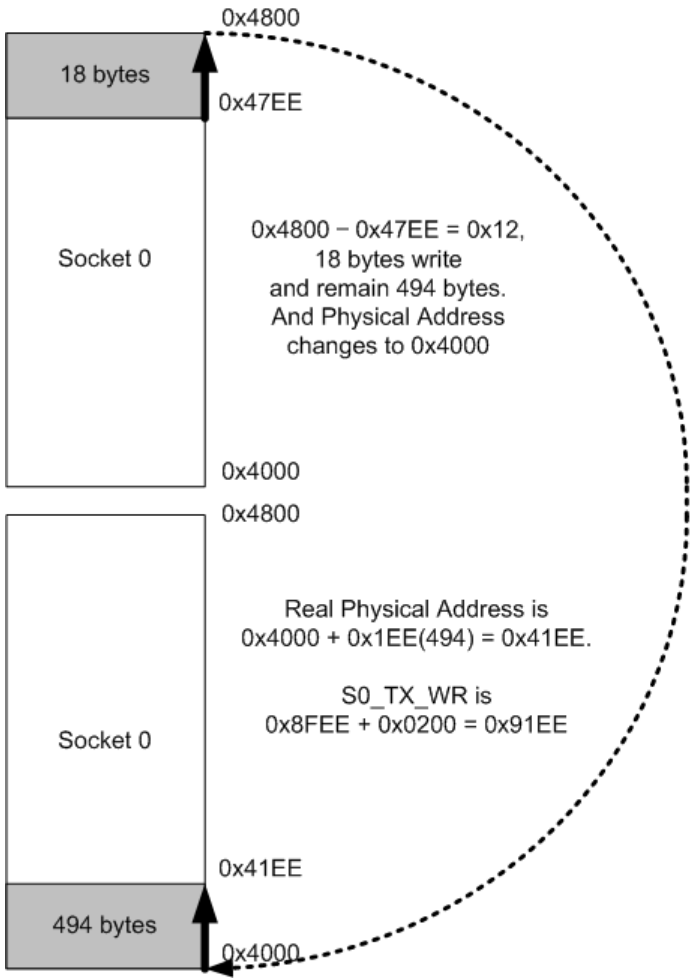 0x4800
18 bytes
0x47EE
0x4800 − 0x47EE = 0x12,
18 bytes write
and remain 494 bytes.
And Physical Address
changes to 0x4000
Socket 0
0x4000
0x4800
Real Physical Address is
0x4000 + 0x1EE(494) = 0x41EE.
S0_TX_WR is
0x8FEE + 0x0200 = 0x91EE
Socket 0
0x41EE
494 bytes
0x4000